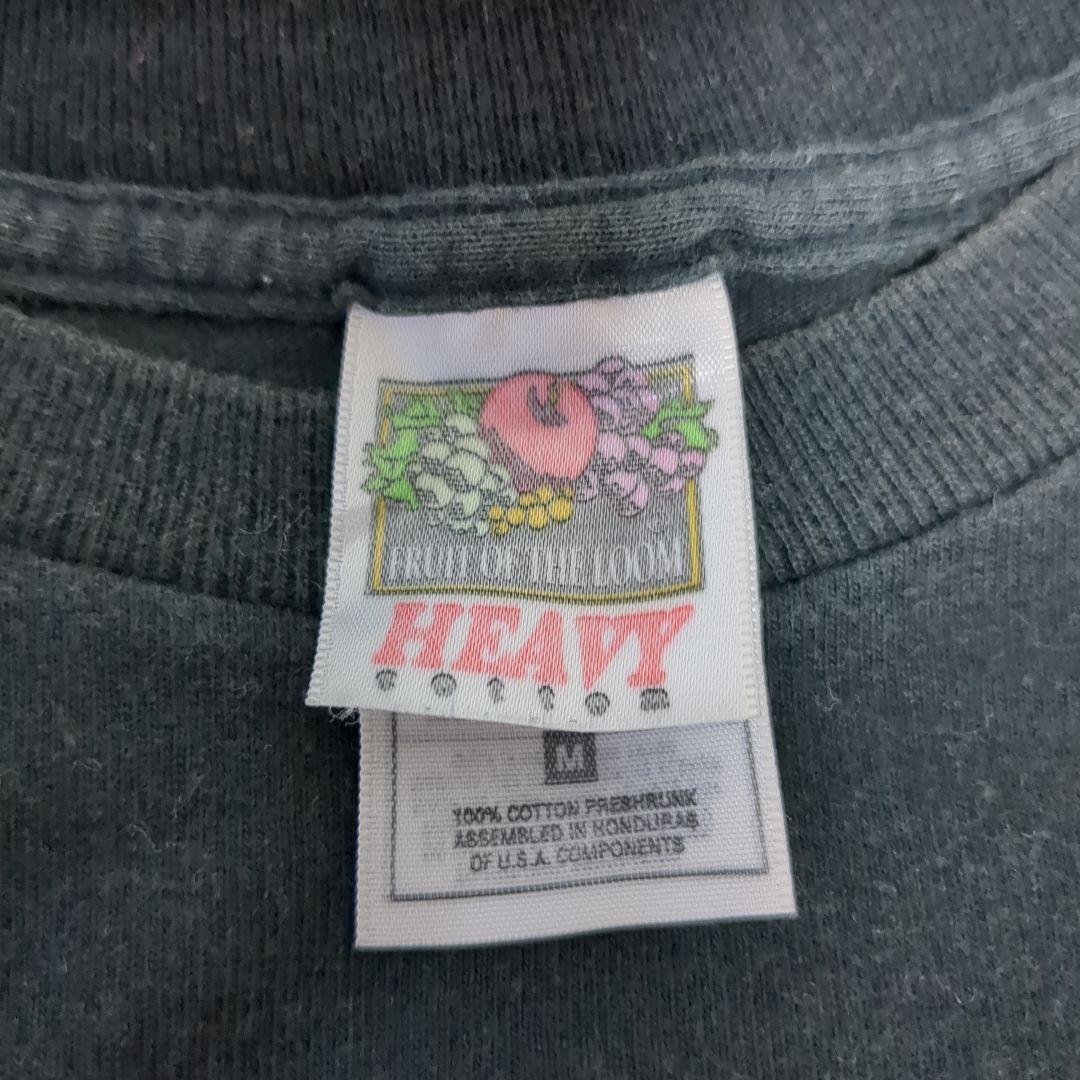 FRUIT OF THE LOOM
HEAVY
cotton
M
100% COTTON PRESHRUNK
ASSEMBLED IN HONDURAS
OF U.S.A. COMPONENTS